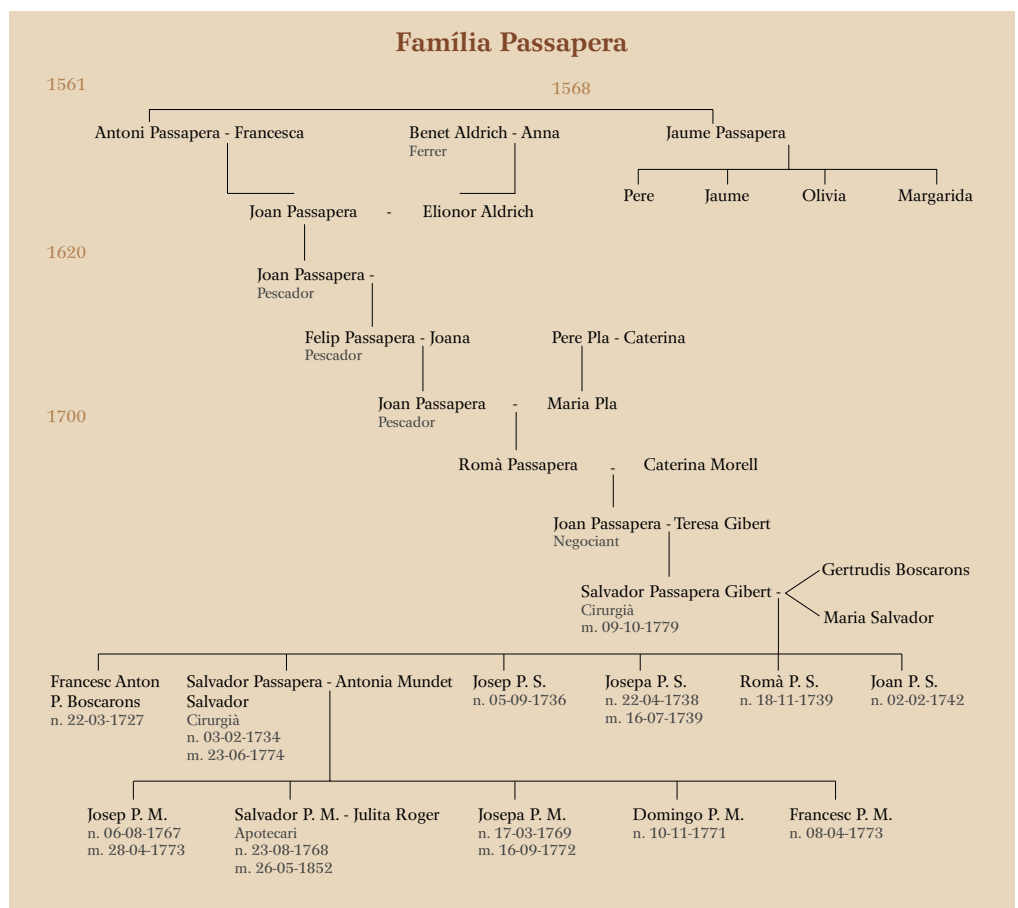 Família Passapera
1561
1568
Antoni Passapera - Francesca
Benet Aldrich - Anna
Ferrer
Jaume Passapera
Pere
Jaume
Olivia
Margarida
Joan Passapera - Elionor Aldrich
1620
Joan Passapera -
Pescador
Felip Passapera - Joana
Pescador
Pere Pla - Caterina
Joan Passapera - Maria Pla
Pescador
1700
Romà Passapera - Caterina Morell
Joan Passapera - Teresa Gibert
Negociant
Salvador Passapera Gibert -
Cirurgià
m. 09-10-1779
Gertrudis Boscarons
Maria Salvador
Francesc Anton
P. Boscarons
n. 22-03-1727
Salvador Passapera - Antonia Mundet
Salvador
Cirurgià
n. 03-02-1734
m. 23-06-1774
Josep P. S.
n. 05-09-1736
Josepa P. S.
n. 22-04-1738
m. 16-07-1739
Romà P. S.
n. 18-11-1739
Joan P. S.
n. 02-02-1742
Josep P. M.
n. 06-08-1767
m. 28-04-1773
Salvador P. M. - Julita Roger
Apotecari
n. 23-08-1768
m. 26-05-1852
Josepa P. M.
n. 17-03-1769
m. 16-09-1772
Domingo P. M.
n. 10-11-1771
Francesc P. M.
n. 08-04-1773